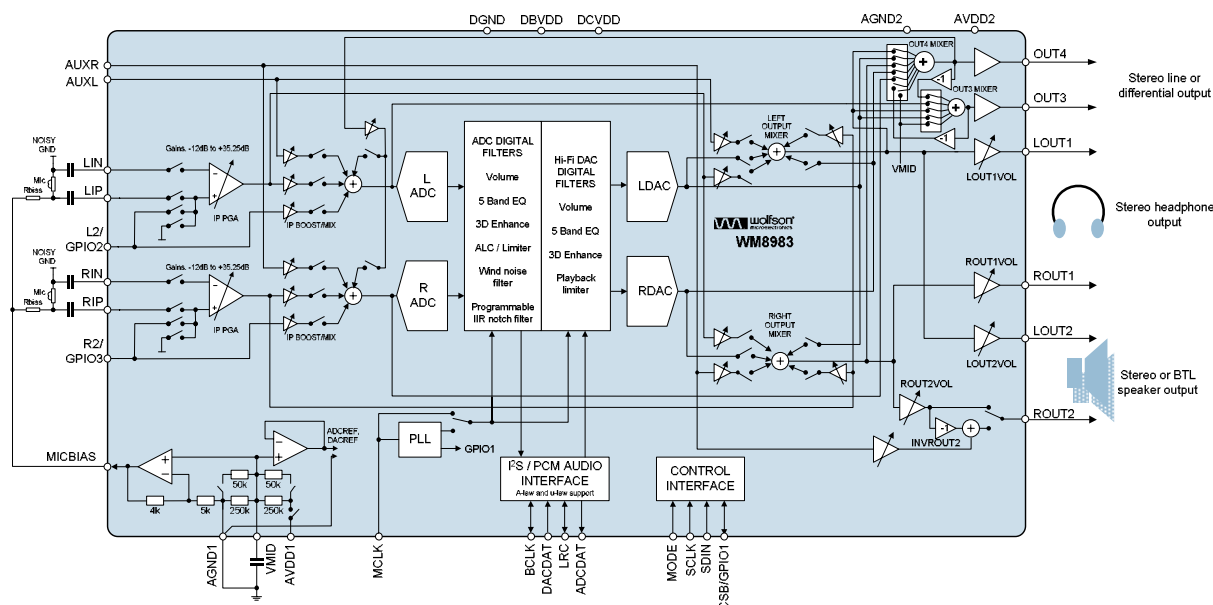 DGND
DBVDD
DCVDD
AGND2
AVDD2
AUXR
AUXL
OUT4 MIXER
OUT4
-1
Stereo line or
differential output
OUT3 MIXER
OUT3
-1
NOISY
GND
Gains. -12dB to +35.25dB
LIN
Mic
Rbias
LIP
IP PGA
L2/
GPIO2
IP BOOST/MIX
L
ADC
ADC DIGITAL
FILTERS
Volume
5 Band EQ
3D Enhance
ALC / Limiter
Wind noise
filter
Programmable
IIR notch filter
Hi-Fi DAC
DIGITAL
FILTERS
Volume
5 Band EQ
3D Enhance
Playback
limiter
LDAC
LEFT
OUTPUT
MIXER
VMID
LOUT1
LOUT1VOL
wolfson
microelectronics
WM8983
Stereo headphone
output
NOISY
GND
Gains. -12dB to +35.25dB
RIN
Mic
Rbias
RIP
IP PGA
R2/
GPIO3
IP BOOST/MIX
R
ADC
RDAC
ROUT1VOL
ROUT1
RIGHT
OUTPUT
MIXER
LOUT2
LOUT2VOL
Stereo or BTL
speaker output
ROUT2VOL
ROUT2
-1
INVROUT2
MICBIAS
ADCREF,
DACREF
PLL
GPIO1
50k
50k
4k
5k
250k
250k
I²S / PCM AUDIO
INTERFACE
A-law and u-law support
CONTROL
INTERFACE
AGND1
VMID
AVDD1
MCLK
BCLK
DACDAT
LRC
ADCDAT
MODE
SCLK
SDIN
CSB/GPIO1